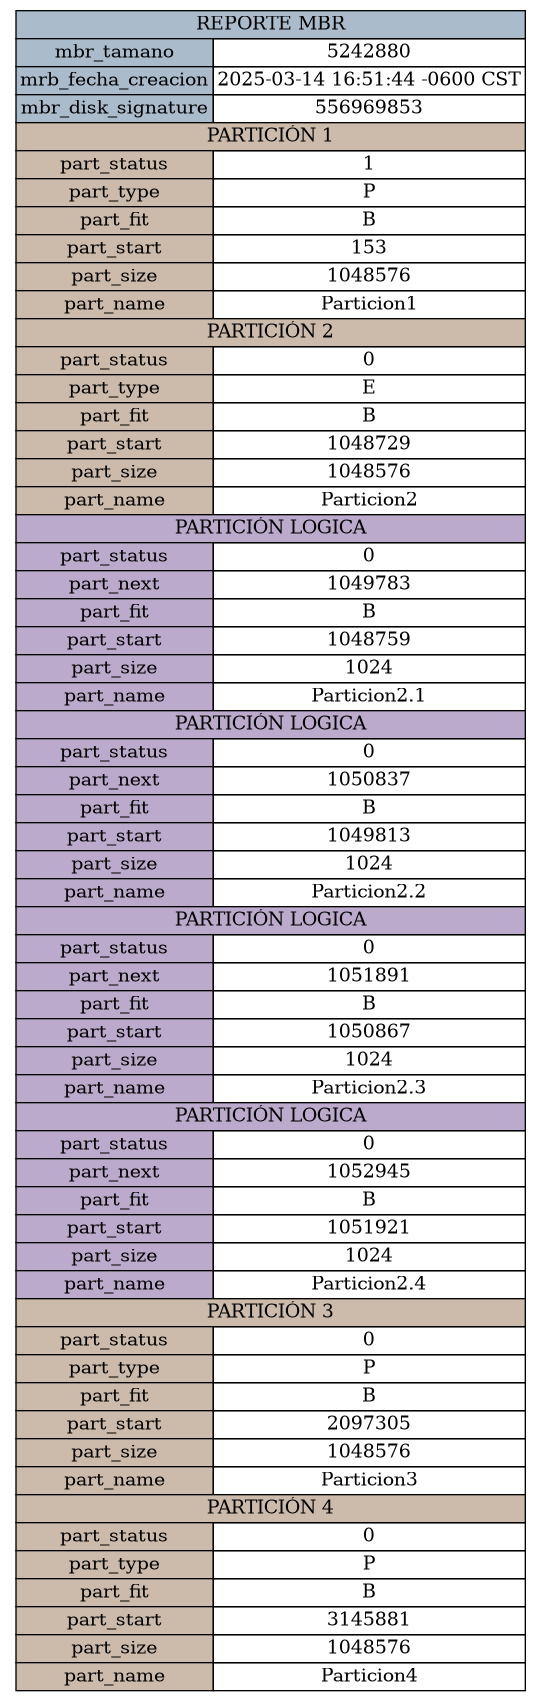 REPORTE MBR
mbr_tamano 5242880
mrb_fecha_creacion 2025-03-14 16:51:44 -0600 CST
mbr_disk_signature 556969853
PARTICIÓN 1
part_status 1
part_type P
part_fit B
part_start 153
part_size 1048576
part_name Particion1
PARTICIÓN 2
part_status 0
part_type E
part_fit B
part_start 1048729
part_size 1048576
part_name Particion2
PARTICIÓN LOGICA
part_status 0
part_next 1049783
part_fit B
part_start 1048759
part_size 1024
part_name Particion2.1
PARTICIÓN LOGICA
part_status 0
part_next 1050837
part_fit B
part_start 1049813
part_size 1024
part_name Particion2.2
PARTICIÓN LOGICA
part_status 0
part_next 1051891
part_fit B
part_start 1050867
part_size 1024
part_name Particion2.3
PARTICIÓN LOGICA
part_status 0
part_next 1052945
part_fit B
part_start 1051921
part_size 1024
part_name Particion2.4
PARTICIÓN 3
part_status 0
part_type P
part_fit B
part_start 2097305
part_size 1048576
part_name Particion3
PARTICIÓN 4
part_status 0
part_type P
part_fit B
part_start 3145881
part_size 1048576
part_name Particion4